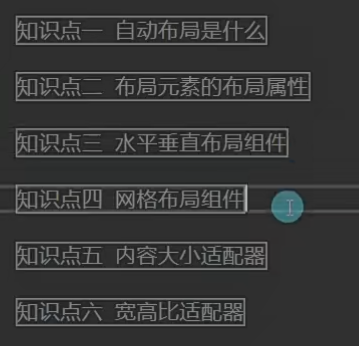 知识点一 自动布局是什么
知识点二 布局元素的布局属性
知识点三 水平垂直布局组件
知识点四 网格布局组件
知识点五 内容大小适配器
知识点六 宽高比适配器